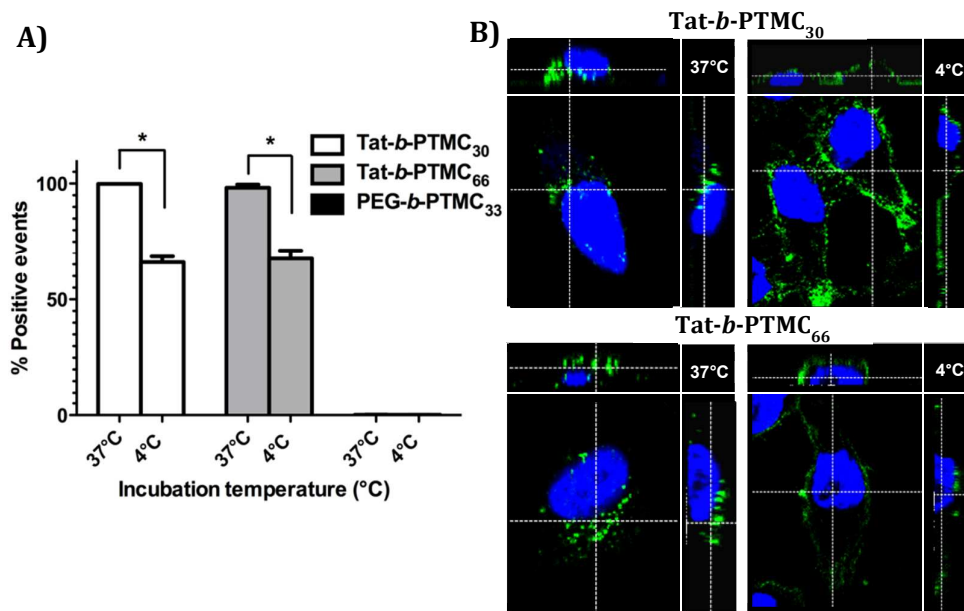 A)
Tat-b-PTMC30
Tat-b-PTMC66
PEG-b-PTMC33
*
*
100
50
0
% Positive events
37°C
4°C
37°C
4°C
37°C
4°C
Incubation temperature (°C)
B)
Tat-b-PTMC30
37°C
4°C
Tat-b-PTMC66
37°C
4°C